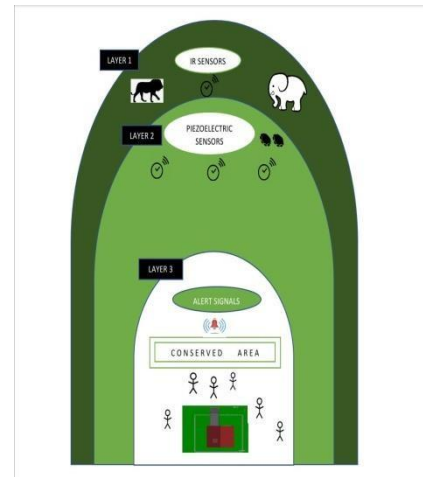 LAYER 1
IR SENSORS
LAYER 2
PIEZOELECTRIC
SENSORS
LAYER 3
ALERT SIGNALS
CONSERVED AREA